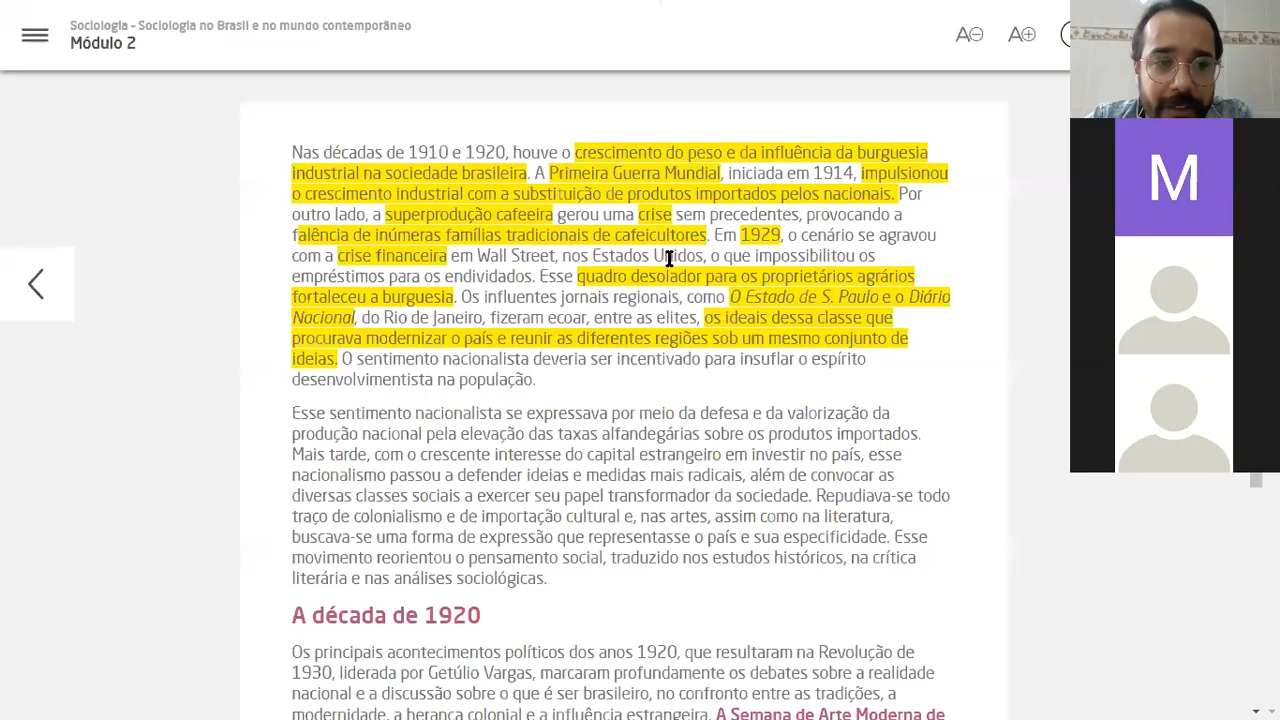 Sociologia - Sociologia no Brasil e no mundo contemporâneo
Módulo 2
A A
Nas décadas de 1910 e 1920, houve o crescimento do peso e da influência da burguesia
industrial na sociedade brasileira. A Primeira Guerra Mundial, iniciada em 1914, impulsionou
o crescimento industrial com a substituição de produtos importados pelos nacionais. Por
outro lado, a superprodução cafeeira gerou uma crise sem precedentes, provocando a
falência de inúmeras famílias tradicionais de cafeicultores. Em 1929, o cenário se agravou
com a crise financeira em Wall Street, nos Estados Unidos, o que impossibilitou os
empréstimos para os endividados. Esse quadro desolador para os proprietários agrários
fortaleceu a burguesia. Os influentes jornais regionais, como O Estado de S. Paulo e o Diário
Nacional, do Rio de Janeiro, fizeram ecoar, entre as elites, os ideais dessa classe que
procurava modernizar o país e reunir as diferentes regiões sob um mesmo conjunto de
ideias. O sentimento nacionalista deveria ser incentivado para insuflar o espírito
desenvolvimentista na população.
Esse sentimento nacionalista se expressava por meio da defesa e da valorização da
produção nacional pela elevação das taxas alfandegárias sobre os produtos importados.
Mais tarde, com o crescente interesse do capital estrangeiro em investir no país, esse
nacionalismo passou a defender ideias e medidas mais radicais, além de convocar as
diversas classes sociais a exercer seu papel transformador da sociedade. Repudiava-se todo
traço de colonialismo e de importação cultural e, nas artes, assim como na literatura,
buscava-se uma forma de expressão que representasse o país e sua especificidade. Esse
movimento reorientou o pensamento social, traduzido nos estudos históricos, na crítica
literária e nas análises sociológicas.
A década de 1920
Os principais acontecimentos políticos dos anos 1920, que resultaram na Revolução de
1930, liderada por Getúlio Vargas, marcaram profundamente os debates sobre a realidade
nacional e a discussão sobre o que é ser brasileiro, no confronto entre as tradições, a
modernidade, a herança colonial e a influência estrangeira. A Semana de Arte Moderna de
M